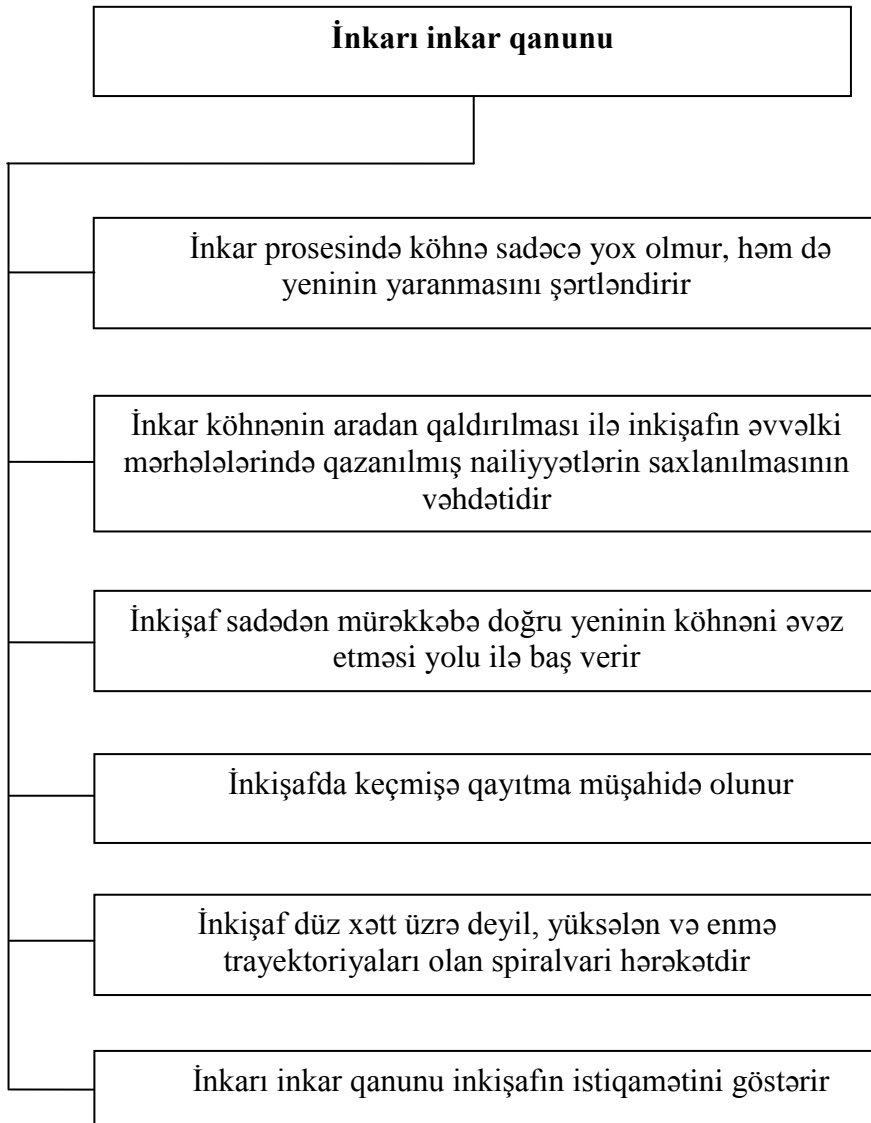 İnkarı inkar qanunu
İnkar prosesində köhnə sadəcə yox olmur, həm də
yeninin yaranmasını şərtləndirir
İnkar köhnənin aradan qaldırılması ilə inkişafın əvvəlki
mərhələlərində qazanılmış nailiyyətlərin saxlanılmasının
vəhdətidir
İnkişaf sadədən mürəkkəbə doğru yeninin köhnəni əvəz
etməsi yolu ilə baş verir
İnkişafda keçmişə qayıtma müşahidə olunur
İnkişaf düz xətt üzrə deyil, yüksələn və enmə
trayektoriyaları olan spiralvari hərəkətdir
İnkarı inkar qanunu inkişafın istiqamətini göstərir